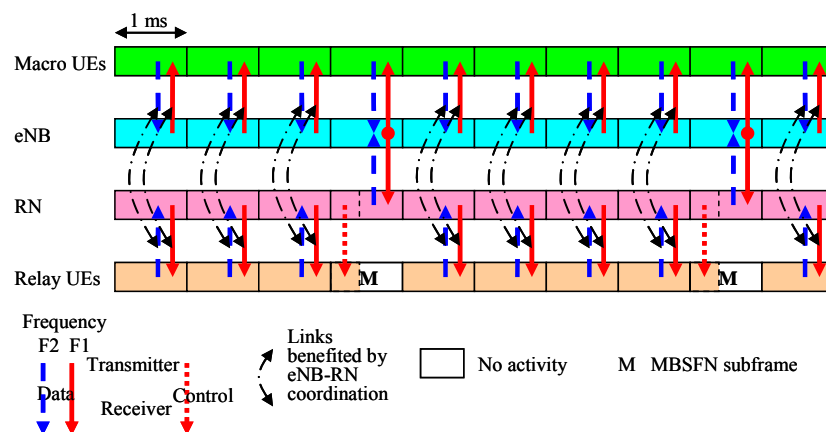 1 ms
Macro UEs
eNB
RN
Relay UEs
M
M
Frequency
F2 F1
Transmitter
Data
Control
Receiver
Links
benefited by
eNB-RN
coordination
No activity
M MBSFN subframe